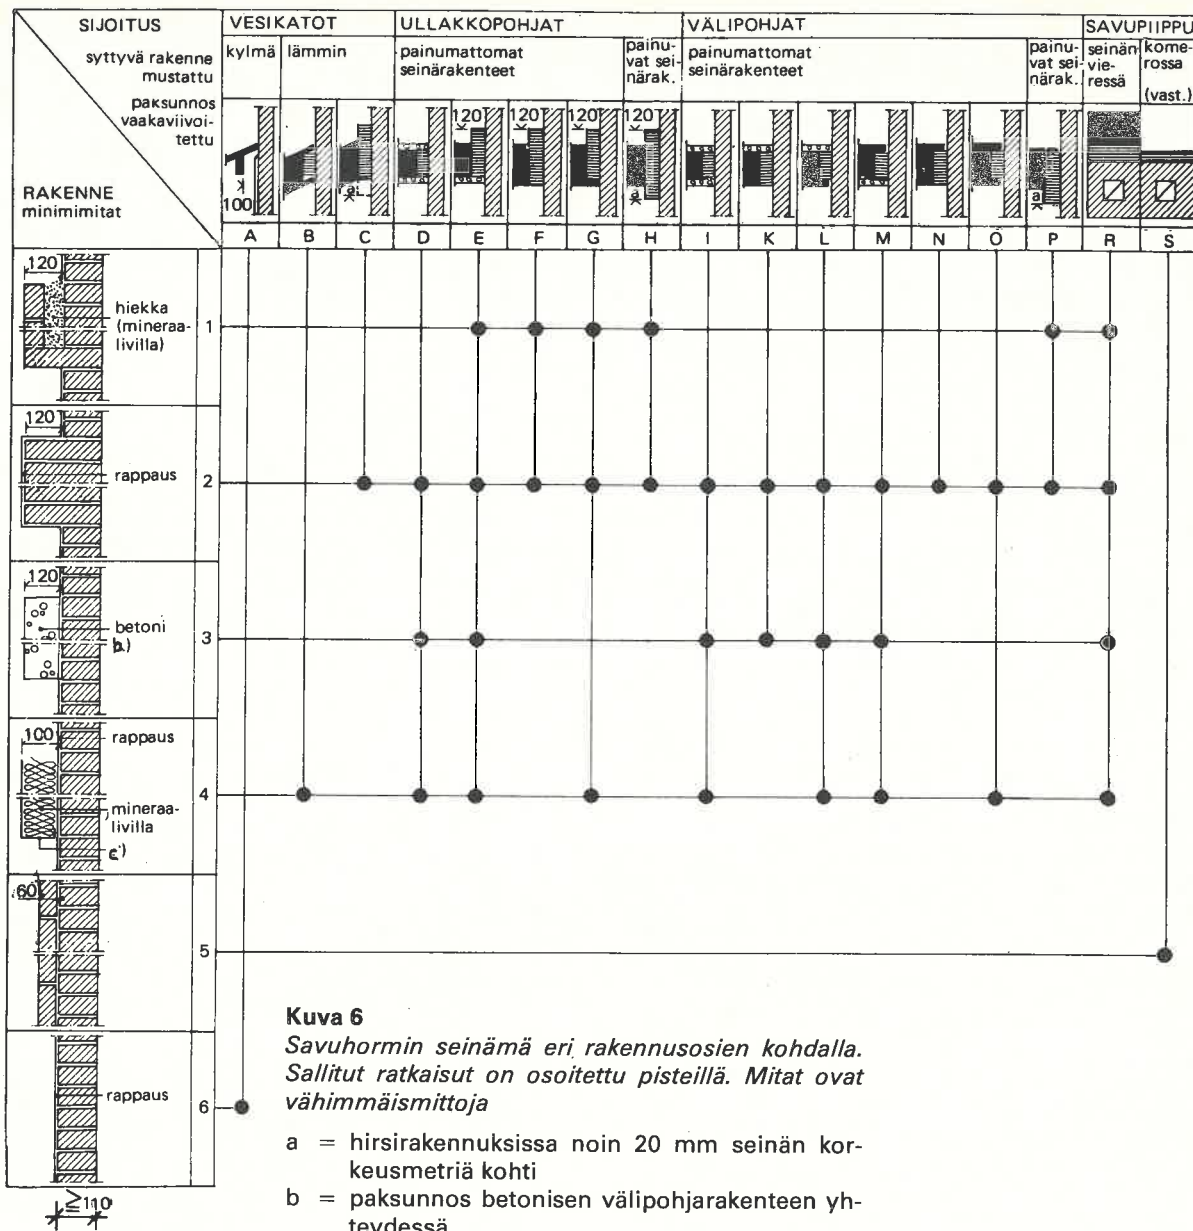 SIJOITUS
syttyvä rakenne
mustattu
paksunnos
vaakaviivoi-
tettu
RAKENNE
minimimitat
VESIKATOT
ULLAKKOPOHJAT
VÄLIPOHJAT
SAVUPIIPPU
kylmä
lämmin
painumattomat
seinärakenteet
painu-
vat sei-
närak.
painumattomat
seinärakenteet
painu-
vat sei-
närak.
seinän
vie-
ressä
kome-
rossa
(vast.)
100
a
120
120
120
120
a
a
A B C D E F G H I K L M N O P R S
120
hiekka
(mineraa-
livilla)
1
120
rappaus
2
120
betoni
b)
3
100
rappaus
mineraa-
livilla
c)
4
60
5
rappaus
6
≥110
Kuva 6
Savuhormin seinämä eri rakennusosien kohdalla.
Sallitut ratkaisut on osoitettu pisteillä. Mitat ovat
vähimmäismittoja
a = hirsirakennuksissa noin 20 mm seinän kor-
keusmetriä kohti
b = paksunnos betonisen välipohjarakenteen yh-
teydessä